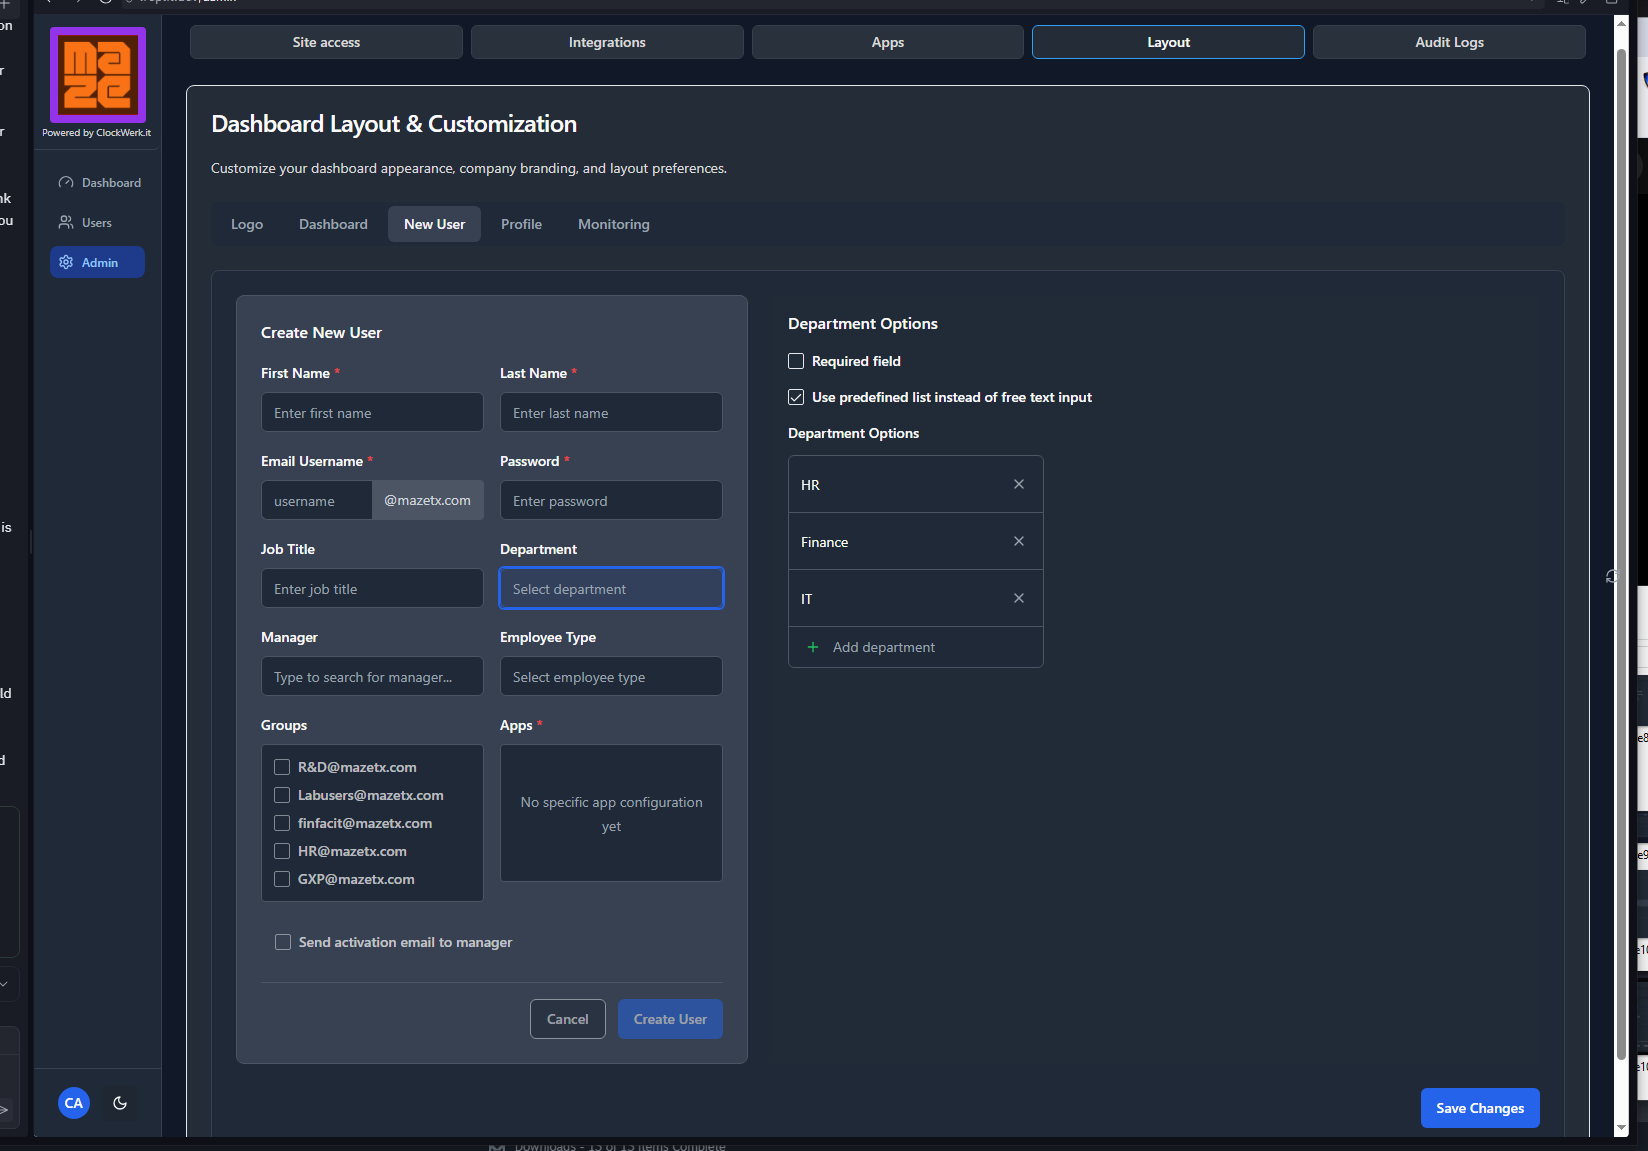 Site access
Integrations
Apps
Layout
Audit Logs
maze
Powered by ClockWerk.it
Dashboard
Users
Admin
Dashboard Layout & Customization
Customize your dashboard appearance, company branding, and layout preferences.
Logo
Dashboard
New User
Profile
Monitoring
Create New User
First Name *
Last Name *
Enter first name
Enter last name
Email Username *
Password *
username
@mazetx.com
Enter password
Job Title
Department
Enter job title
Select department
Manager
Employee Type
Type to search for manager...
Select employee type
Groups
Apps *
R&D@mazetx.com
Labusers@mazetx.com
finfacit@mazetx.com
HR@mazetx.com
GXP@mazetx.com
No specific app configuration
yet
Send activation email to manager
Cancel
Create User
Department Options
Required field
Use predefined list instead of free text input
Department Options
HR
Finance
IT
+ Add department
Save Changes
CA
Downloads - 13 of 13 items Complete